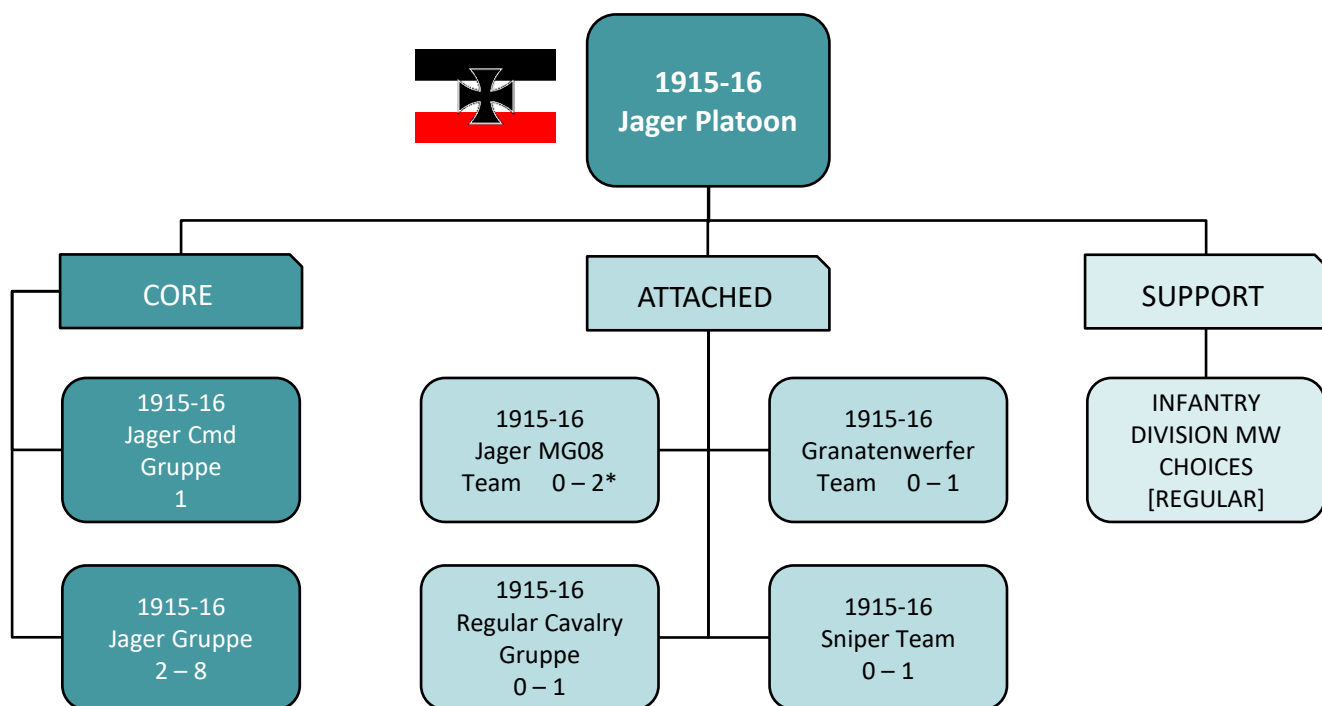 1915-16
Jager Platoon
CORE
ATTACHED
SUPPORT
1915-16
Jager Cmd
Gruppe
1
1915-16
Jager MG08
Team 0 – 2*
1915-16
Granatenwerfer
Team 0 – 1
INFANTRY
DIVISION MW
CHOICES
[REGULAR]
1915-16
Jager Gruppe
2 – 8
1915-16
Regular Cavalry
Gruppe
0 – 1
1915-16
Sniper Team
0 – 1